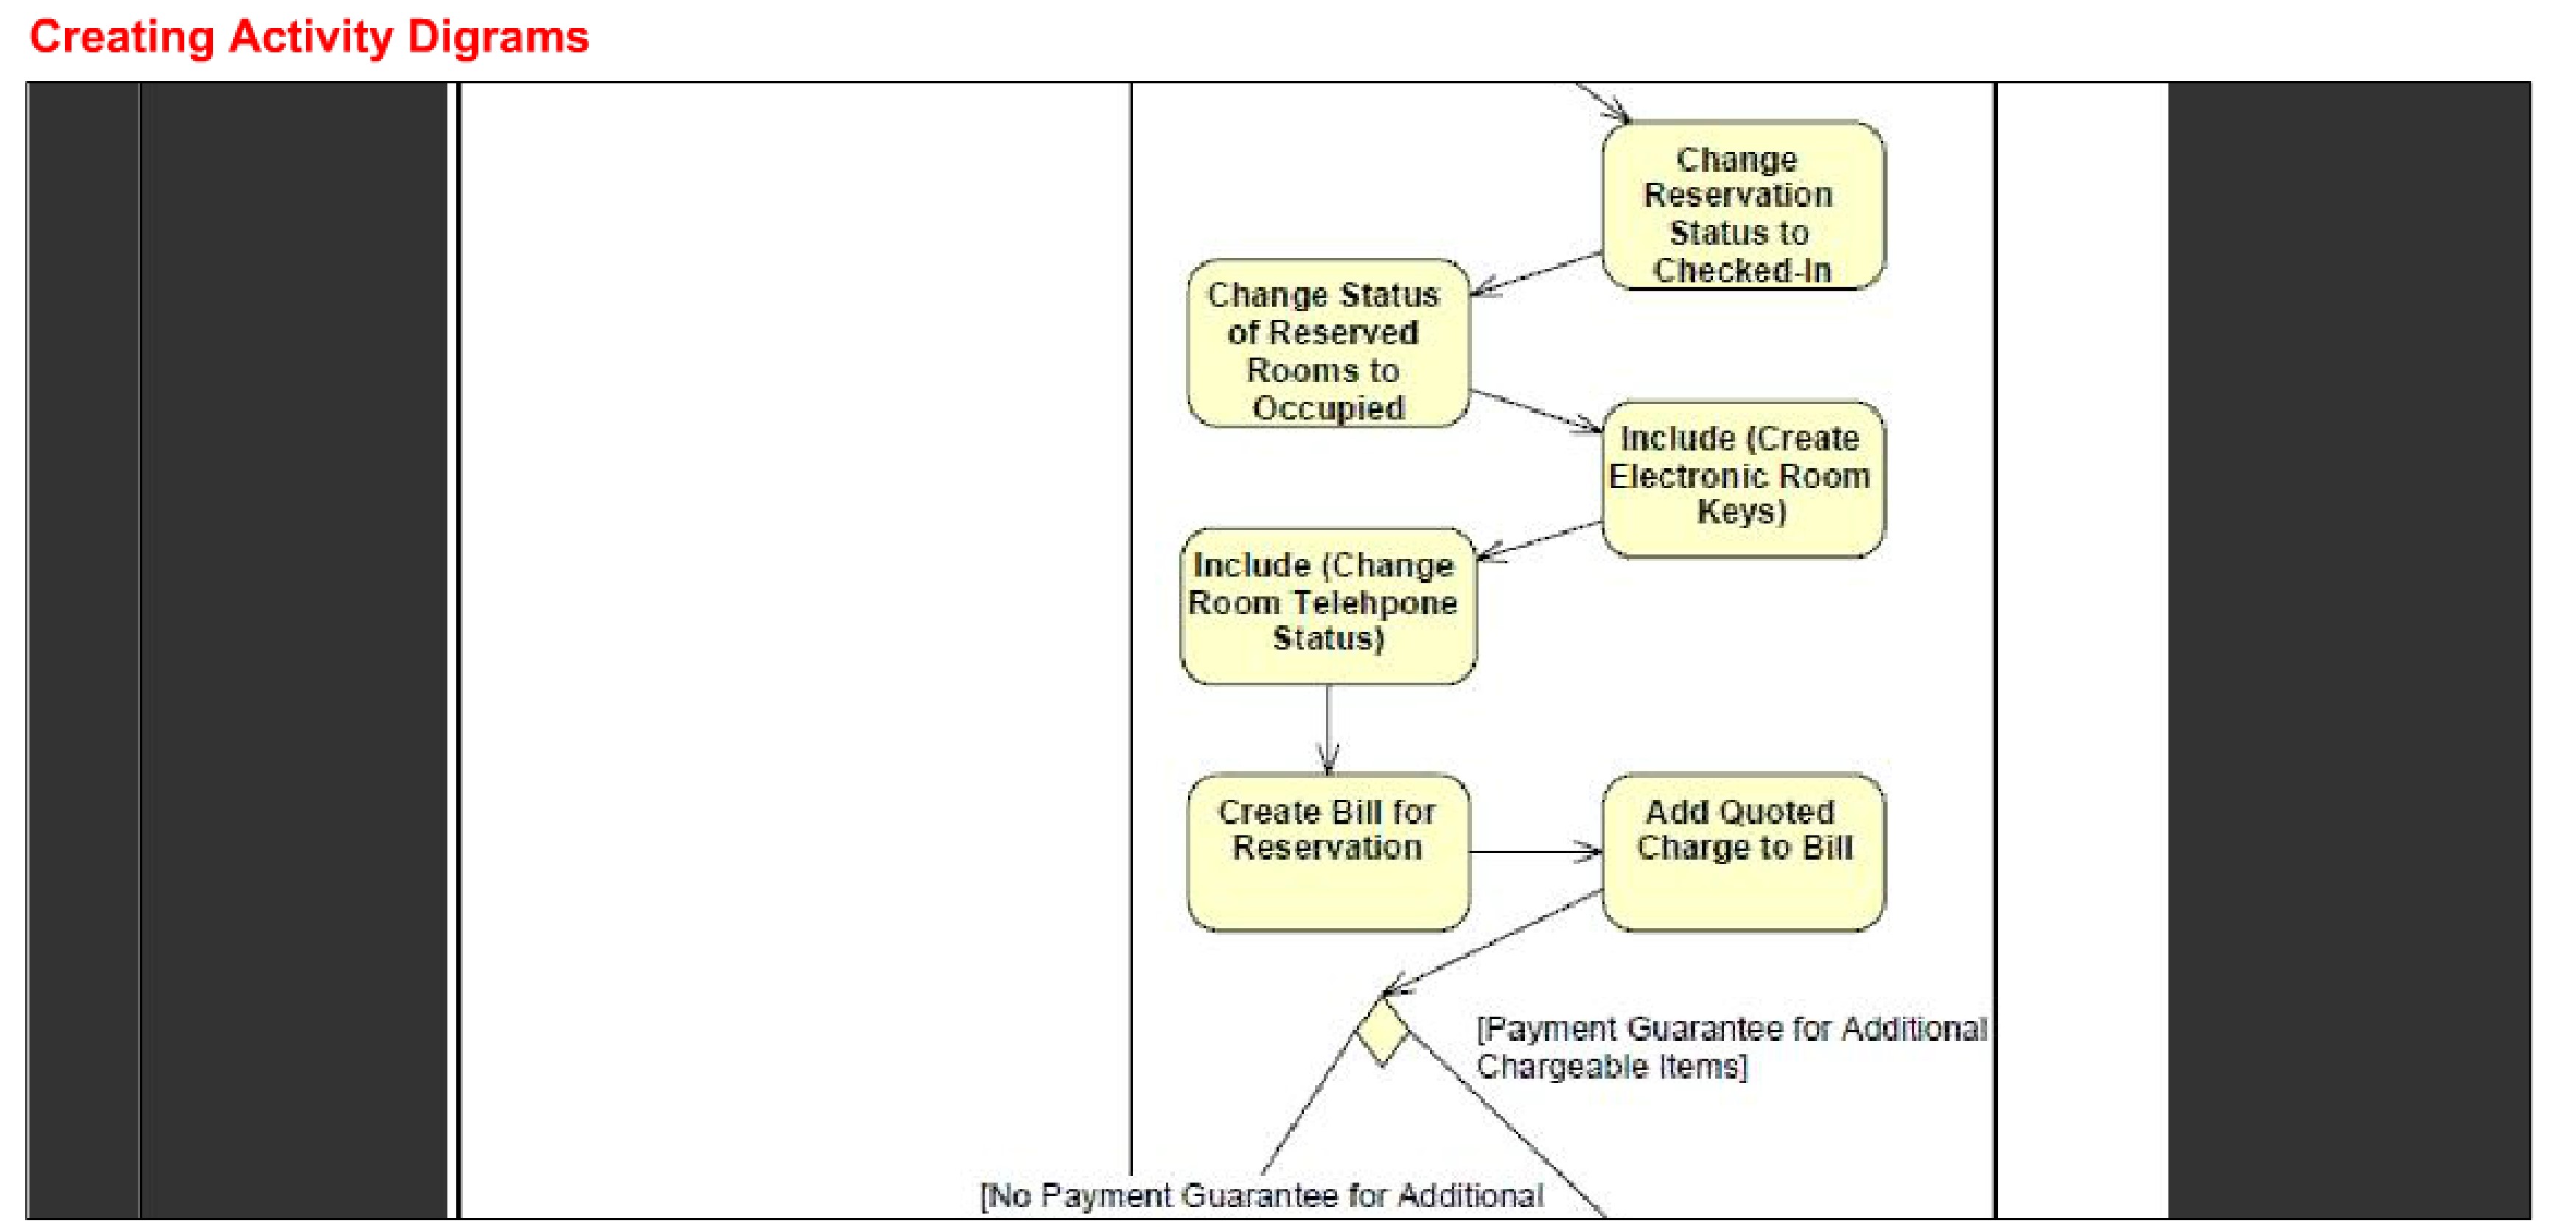 Creating Activity Digrams
Change
Reservation
Status to
Checked-In
Change Status
of Reserved
Rooms to
Occupied
Include (Create
Electronic Room
Keys)
Include (Change
Room Telehpone
Status)
Create Bill for
Reservation
Add Quoted
Charge to Bill
[Payment Guarantee for Additional
Chargeable Items]
[No Payment Guarantee for Additional